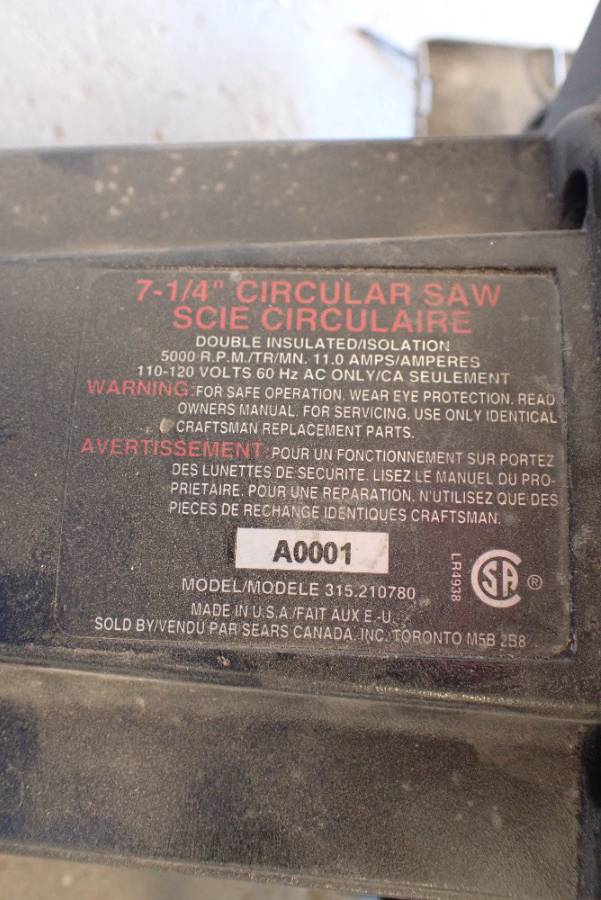 7-1/4" CIRCULAR SAW
SCIE CIRCULAIRE
DOUBLE INSULATED/ISOLATION
5000 R.P.M./TR/MN. 11.0 AMPS/AMPERES
110-120 VOLTS 60 Hz AC ONLY/CA SEULEMENT
WARNING: FOR SAFE OPERATION, WEAR EYE PROTECTION, READ
OWNERS MANUAL. FOR SERVICING, USE ONLY IDENTICAL
CRAFTSMAN REPLACEMENT PARTS.
AVERTISSEMENT: POUR UN FONCTIONNEMENT SUR PORTEZ
DES LUNETTES DE SECURITE. LISEZ LE MANUEL DU PRO-
PRIETAIRE. POUR UNE REPARATION, N'UTILISEZ QUE DES
PIECES DE RECHANGE IDENTIQUES CRAFTSMAN.
A0001
MODEL/MODELE 315.210780
LR4938
SA ®
MADE IN U.S.A./FAIT AUX E.-U.
SOLD BY/VENDU PAR SEARS CANADA, INC. TORONTO M5B 2B8